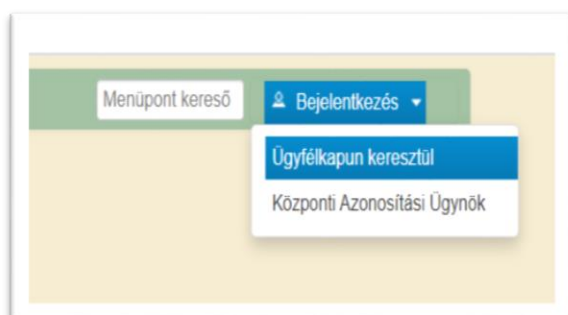 Menüpont kereső
Bejelentkezés
Ügyfélkapun keresztül
Központi Azonosítási Ügynök